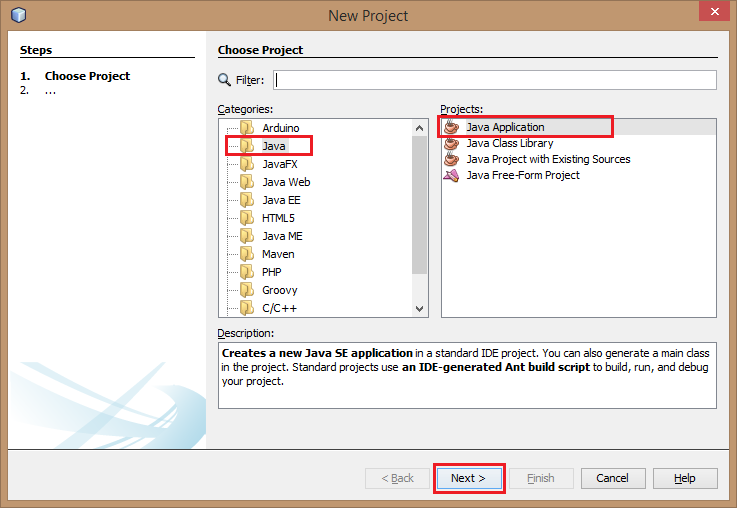 New Project
Steps
1. Choose Project
2. ...
Choose Project
Filter:
Categories:
Arduino
Java
JavaFX
Java Web
Java EE
HTML5
Java ME
Maven
PHP
Groovy
C/C++
Projects:
Java Application
Java Class Library
Java Project with Existing Sources
Java Free-Form Project
Description:
Creates a new Java SE application in a standard IDE project. You can also generate a main class
in the project. Standard projects use an IDE-generated Ant build script to build, run, and debug
your project.
< Back
Next >
Finish
Cancel
Help